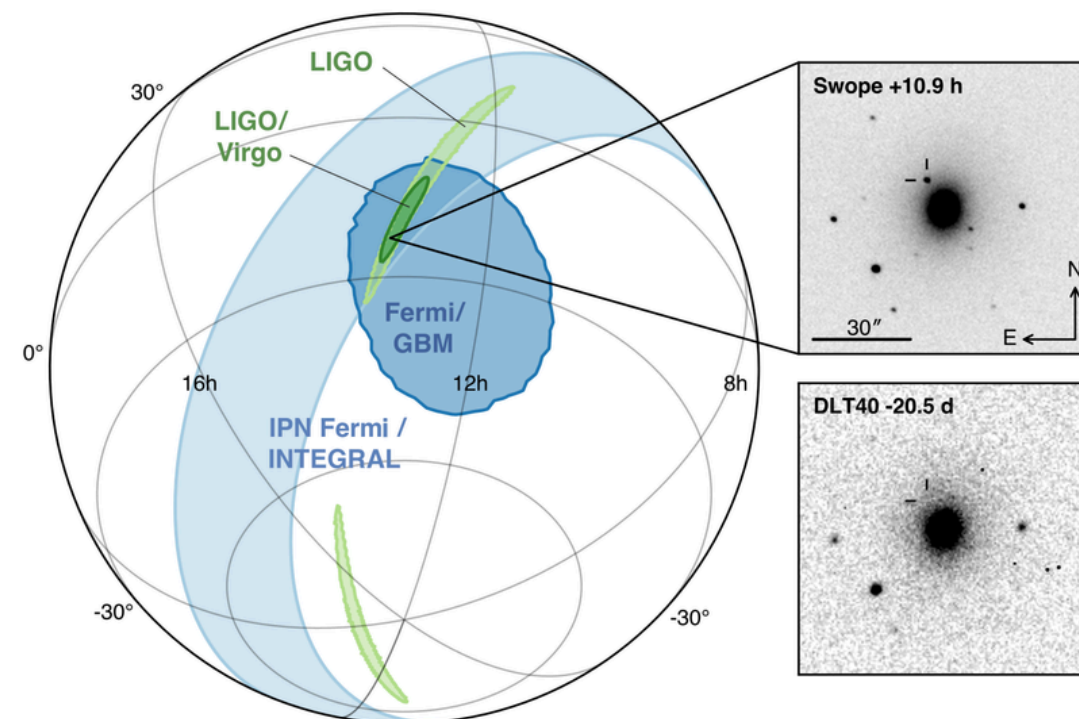 LIGO
30°
LIGO/
Virgo
Fermi/
GBM
0°
16h
12h
8h
IPN Fermi /
INTEGRAL
-30°
-30°
Swope +10.9 h
N
30″
E
DLT40 -20.5 d